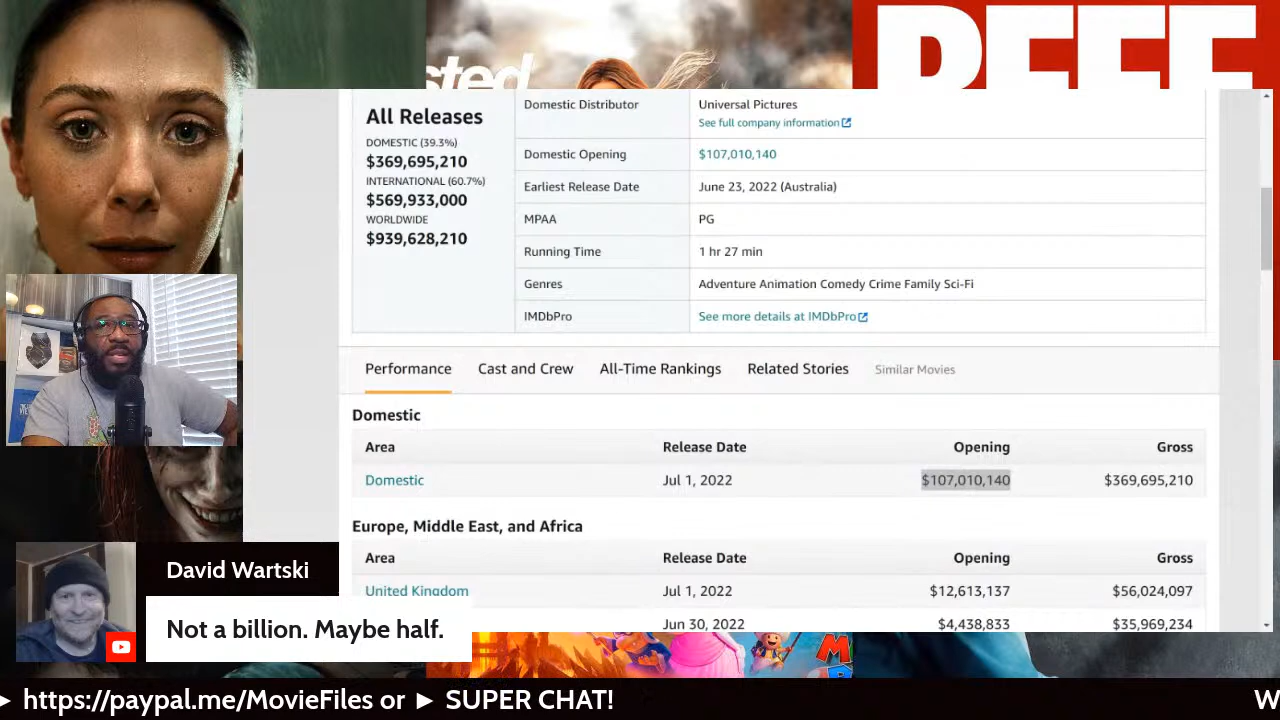 sted
BEEF
All Releases
DOMESTIC (39.3%)
$369,695,210
INTERNATIONAL (60.7%)
$569,933,000
WORLDWIDE
$939,628,210
Domestic Distributor
Universal Pictures
See full company information
Domestic Opening
$107,010,140
Earliest Release Date
June 23, 2022 (Australia)
MPAA
PG
Running Time
1 hr 27 min
Genres
Adventure Animation Comedy Crime Family Sci-Fi
IMDbPro
See more details at IMDbPro
Performance Cast and Crew All-Time Rankings Related Stories Similar Movies
Domestic
Area Release Date Opening Gross
Domestic Jul 1, 2022 $107,010,140 $369,695,210
Europe, Middle East, and Africa
Area Release Date Opening Gross
United Kingdom Jul 1, 2022 $12,613,137 $56,024,097
Jun 30, 2022 $4,438,833 $35,969,234
David Wartski
Not a billion. Maybe half.
► https://paypal.me/MovieFiles or ► SUPER CHAT!
W